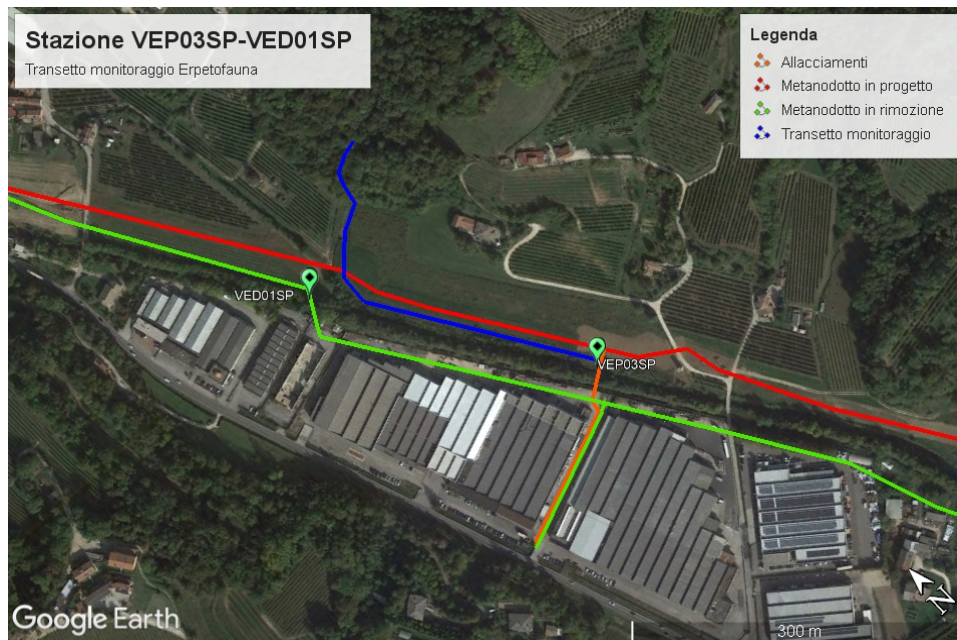 Stazione VEP03SP-VED01SP
Transetto monitoraggio Erpetofauna
Legenda
Allacciamenti
Metanodotto in progetto
Metanodotto in rimozione
Transetto monitoraggio
VED01SP
VEP03SP
N
Google Earth
300 m